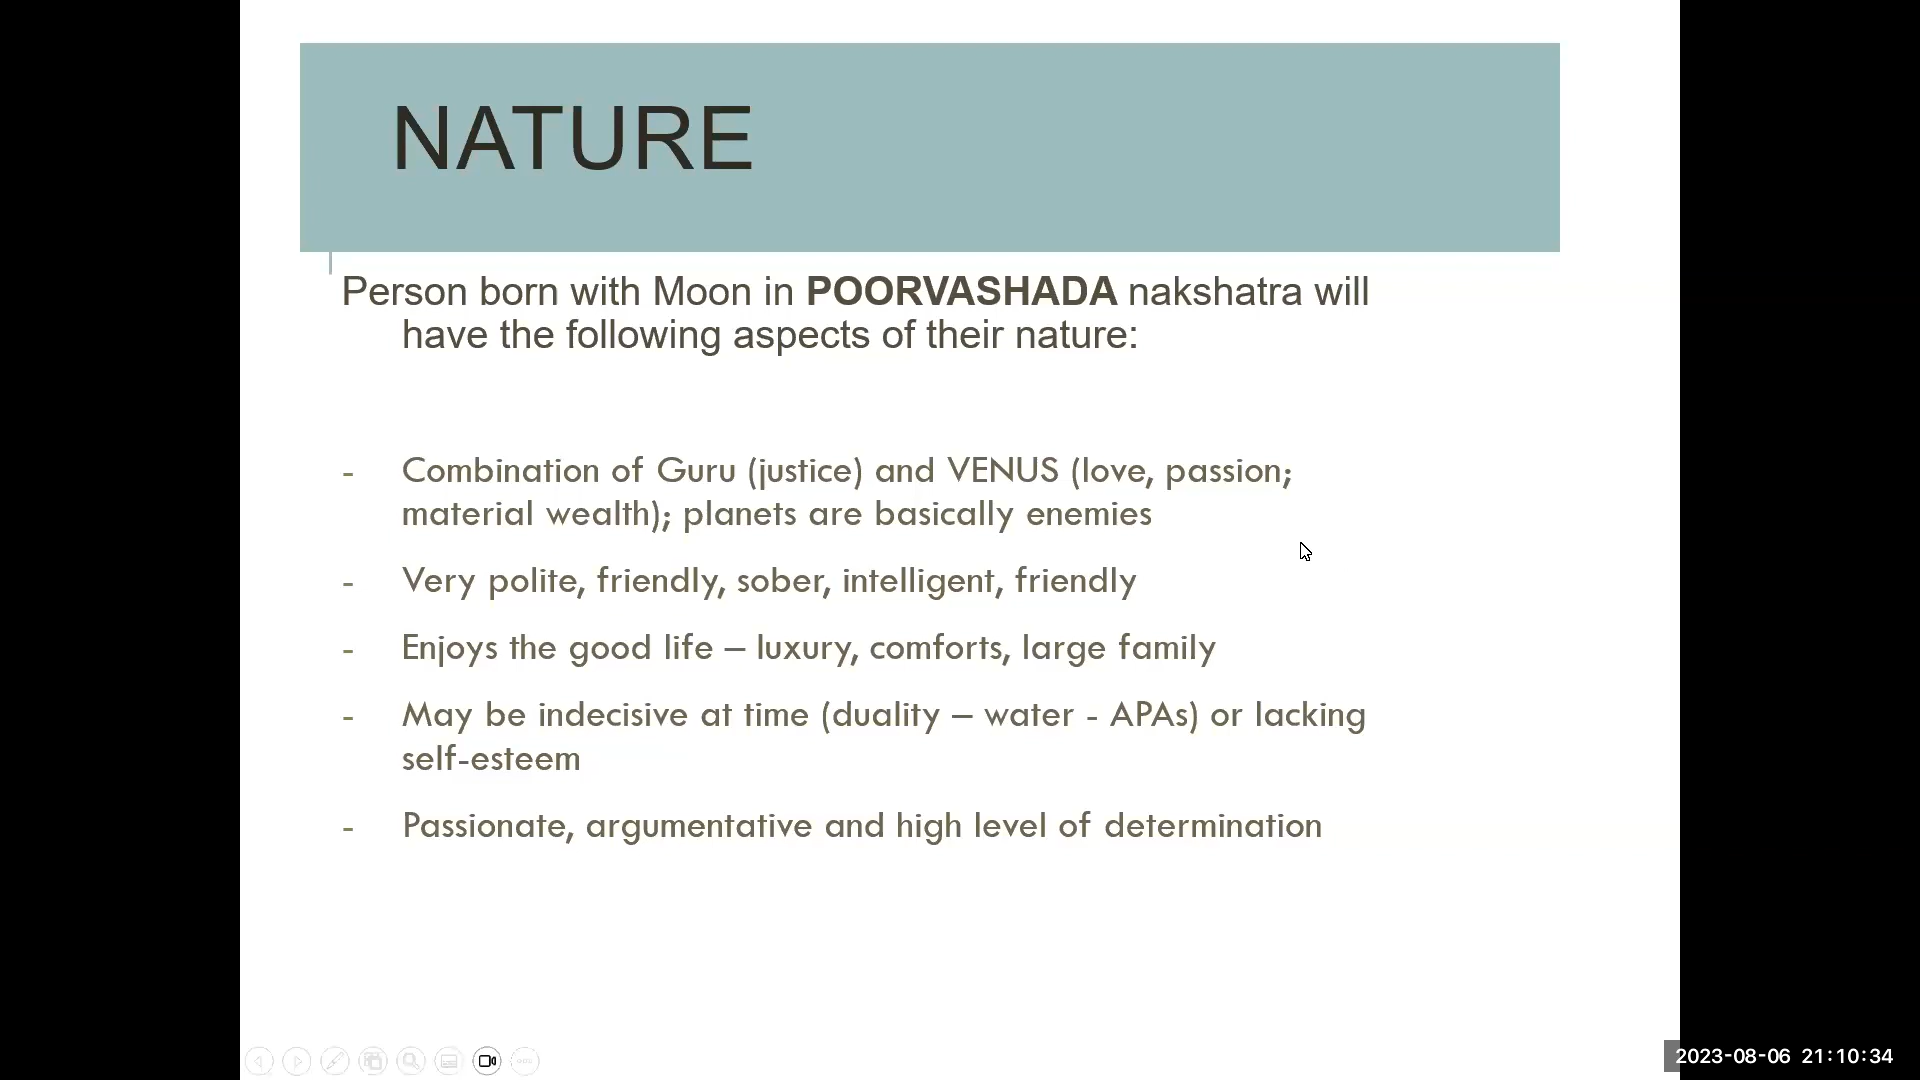 NATURE
Person born with Moon in POORVASHADA nakshatra will
have the following aspects of their nature:
- Combination of Guru (justice) and VENUS (love, passion;
material wealth); planets are basically enemies
- Very polite, friendly, sober, intelligent, friendly
- Enjoys the good life – luxury, comforts, large family
- May be indecisive at time (duality – water - APAs) or lacking
self-esteem
- Passionate, argumentative and high level of determination
2023-08-06 21:10:34